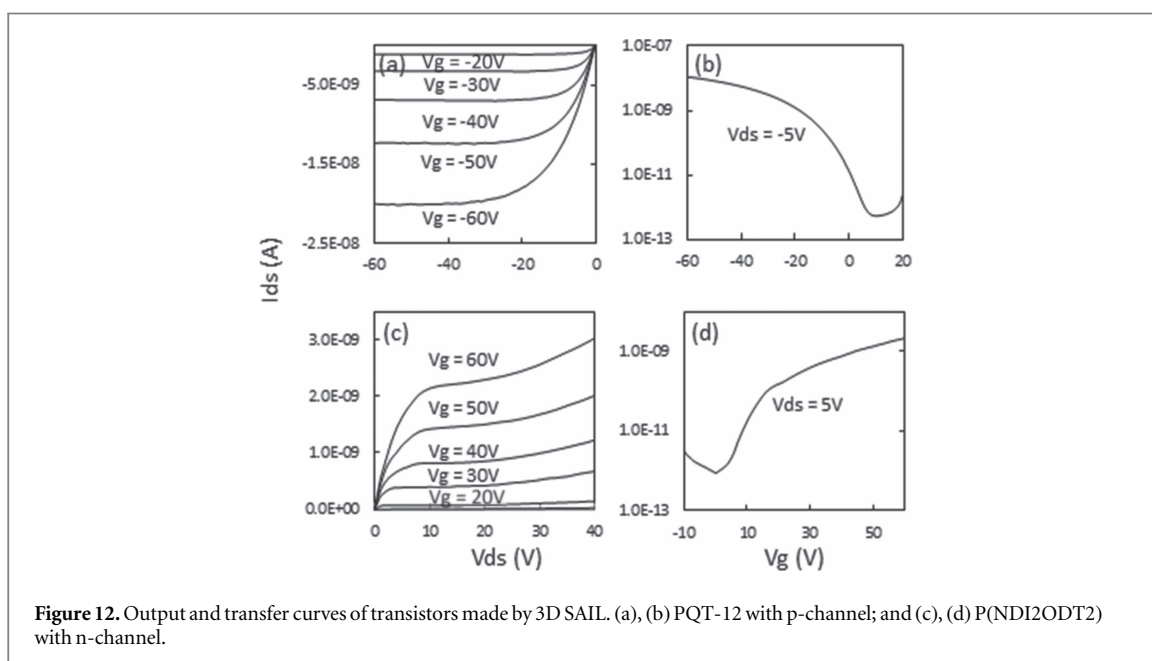 (a)
Vg = -20V
Vg = -30V
Vg = -40V
Vg = -50V
Vg = -60V
-5.0E-09
-1.5E-08
-2.5E-08
-60
-40
-20
0
(b)
Vds = -5V
1.0E-07
1.0E-09
1.0E-11
1.0E-13
-60
-40
-20
0
20
Ids (A)
(c)
Vg = 60V
Vg = 50V
Vg = 40V
Vg = 30V
Vg = 20V
3.0E-09
2.0E-09
1.0E-09
0.0E+00
0
10
20
30
40
Vds (V)
(d)
Vds = 5V
1.0E-09
1.0E-11
1.0E-13
-10
10
30
50
Vg (V)
Figure 12. Output and transfer curves of transistors made by 3D SAIL. (a), (b) PQT-12 with p-channel; and (c), (d) P(NDI2ODT2)
with n-channel.